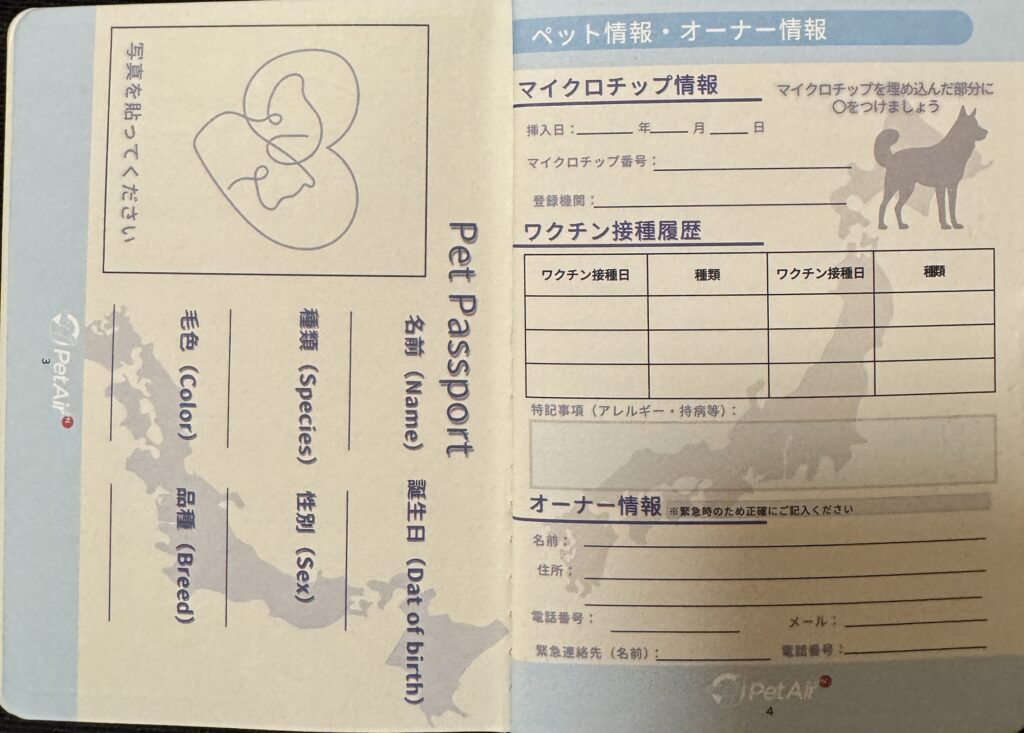 写真を貼ってください
Pet Passport
名前（Name）
誕生日（Dat of birth）
種類（Species）
性別（Sex）
毛色（Color）
品種（Breed）
PetAir
3
ペット情報・オーナー情報
マイクロチップ情報
マイクロチップを埋め込んだ部分に
〇をつけましょう
挿入日：　年　月　日
マイクロチップ番号：
登録機関：
ワクチン接種履歴
ワクチン接種日　種類　ワクチン接種日　種類
特記事項（アレルギー・持病等）：
オーナー情報 ※緊急時のため正確にご記入ください
名前：
住所：
電話番号：　メール：
緊急連絡先（名前）：　電話番号：
PetAir
4